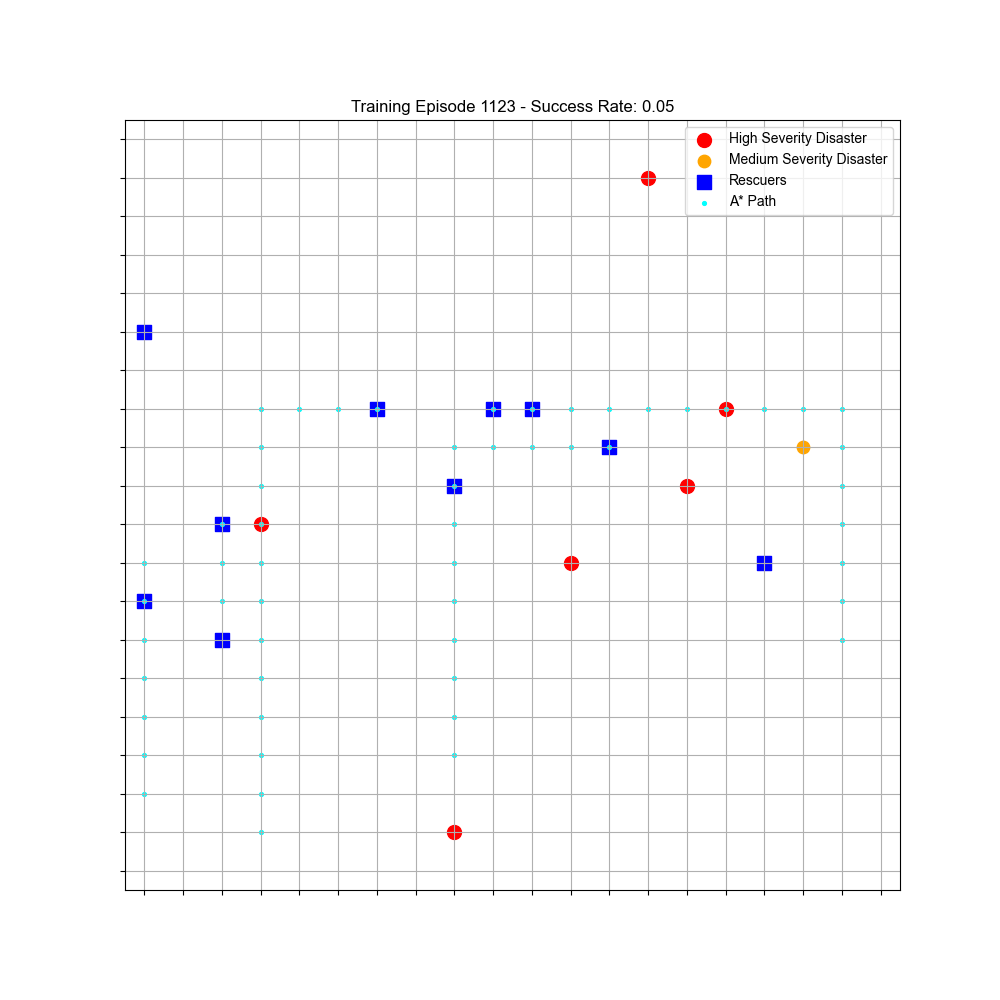 Training Episode 1123 - Success Rate: 0.05
High Severity Disaster
Medium Severity Disaster
Rescuers
A* Path